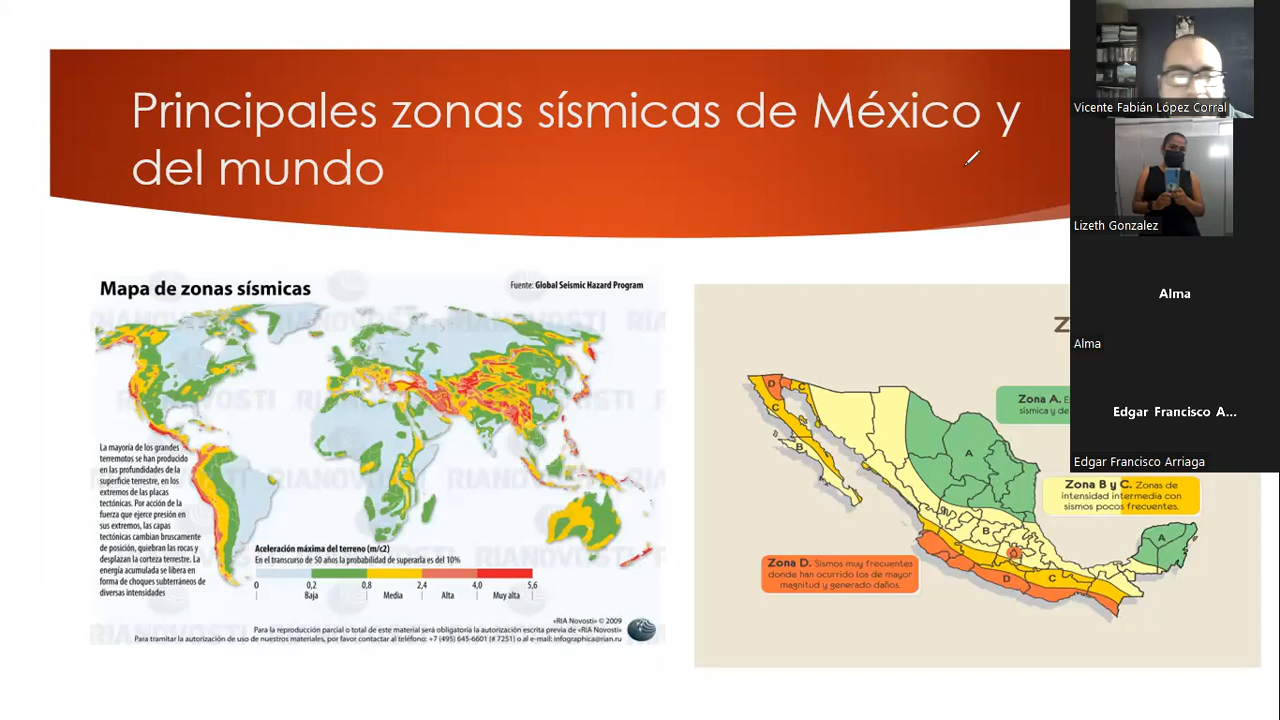 Principales zonas sísmicas de México y
del mundo
Mapa de zonas sísmicas
Fuente: Global Seismic Hazard Program
RIANOVOSTI
La mayoría de los grandes
terremotos se han producido
en las profundidades de la
superficie terrestre, en los
extremos de las placas
tectónicas. Por acción de la
fuerza que ejerce presión en
sus extremos, las capas
tectónicas cambian bruscamente
de posición, quiebran las rocas y
desplazan la corteza terrestre. La
energía acumulada se libera en
forma de choques subterráneos de
diversas intensidades
Aceleración máxima del terreno (m/c2)
En el transcurso de 50 años la probabilidad de superarla es del 10%
0 0,2 0,8 2,4 4,0 5,6
Baja Media Alta Muy alta
«RIA Novosti» © 2009
Para la reproducción parcial o total de este material será obligatoria la autorización escrita previa de «RIA Novosti»
Para tramitar la autorización de uso de nuestros materiales, por favor contactar al teléfono: +7 (495) 645-6601 (# 7251) o al e-mail: infographica@rian.ru
Z
Zona A.
sísmica y de
D
C
C
B
A
B
D
C
A
Zona B y C. Zonas de
intensidad intermedia con
sismos pocos frecuentes.
Zona D. Sismos muy frecuentes
donde han ocurrido los de mayor
magnitud y generado daños.
Vicente Fabián López Corral
Lizeth Gonzalez
Alma
Alma
Edgar Francisco A...
Edgar Francisco Arriaga